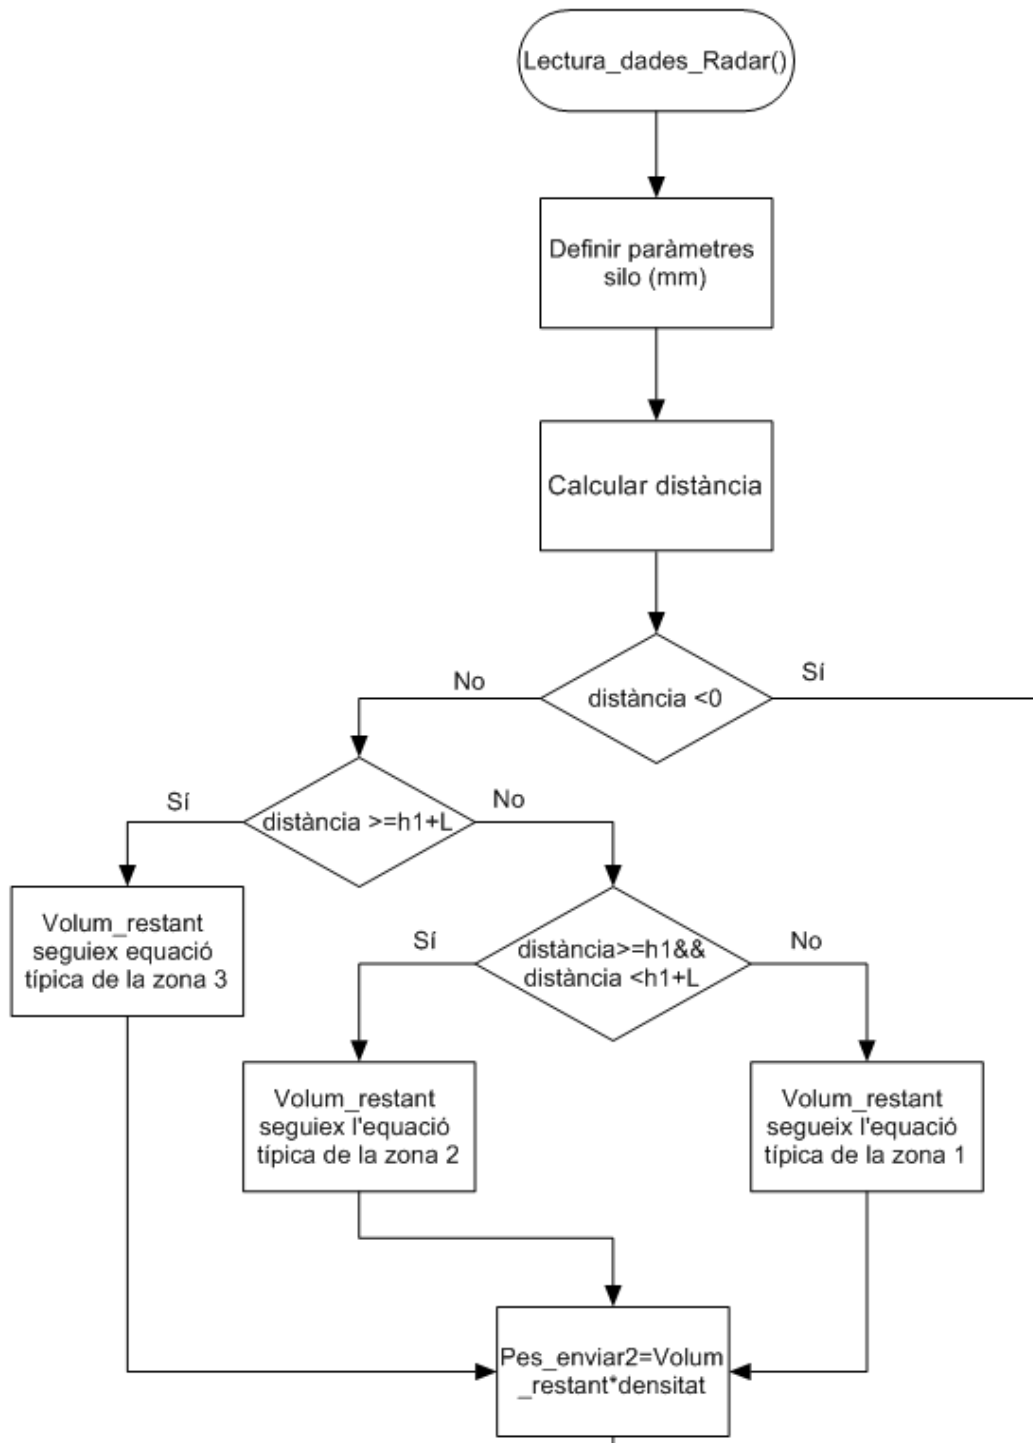 Lectura_dades_Radar()
Definir paràmetres
silo (mm)
Calcular distància
distància <0
No
Sí
distància >=h1+L
Sí
No
Volum_restant
seguiex equació
típica de la zona 3
distància>=h1&&
distància <h1+L
Sí
No
Volum_restant
seguiex l'equació
típica de la zona 2
Volum_restant
segueix l'equació
típica de la zona 1
Pes_enviar2=Volum
_restant*densitat